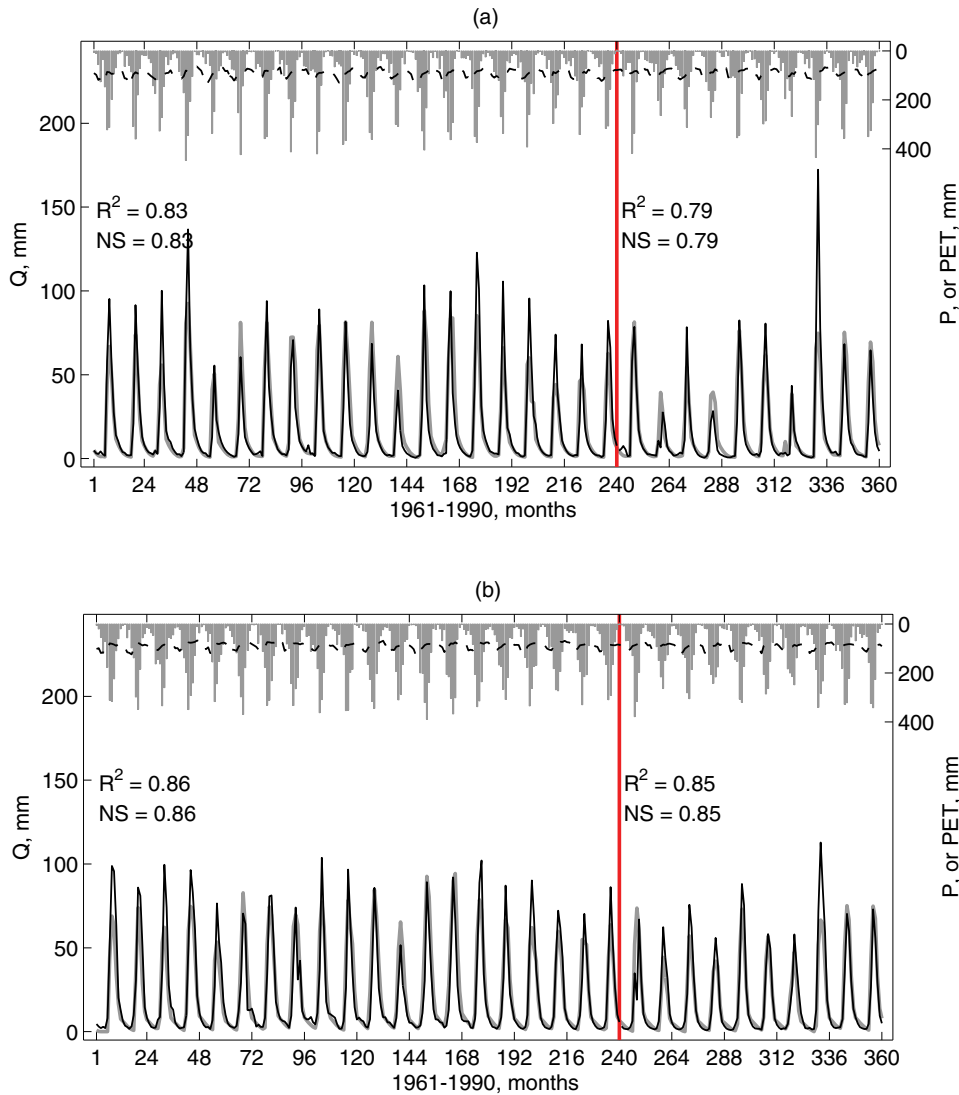 (a)
0
200
200
400
150
100
50
0
R2 = 0.83
NS = 0.83
R2 = 0.79
NS = 0.79
Q, mm
P, or PET, mm
1 24 48 72 96 120 144 168 192 216 240 264 288 312 336 360
1961-1990, months
(b)
0
200
200
400
150
100
50
0
R2 = 0.86
NS = 0.86
R2 = 0.85
NS = 0.85
Q, mm
P, or PET, mm
1 24 48 72 96 120 144 168 192 216 240 264 288 312 336 360
1961-1990, months